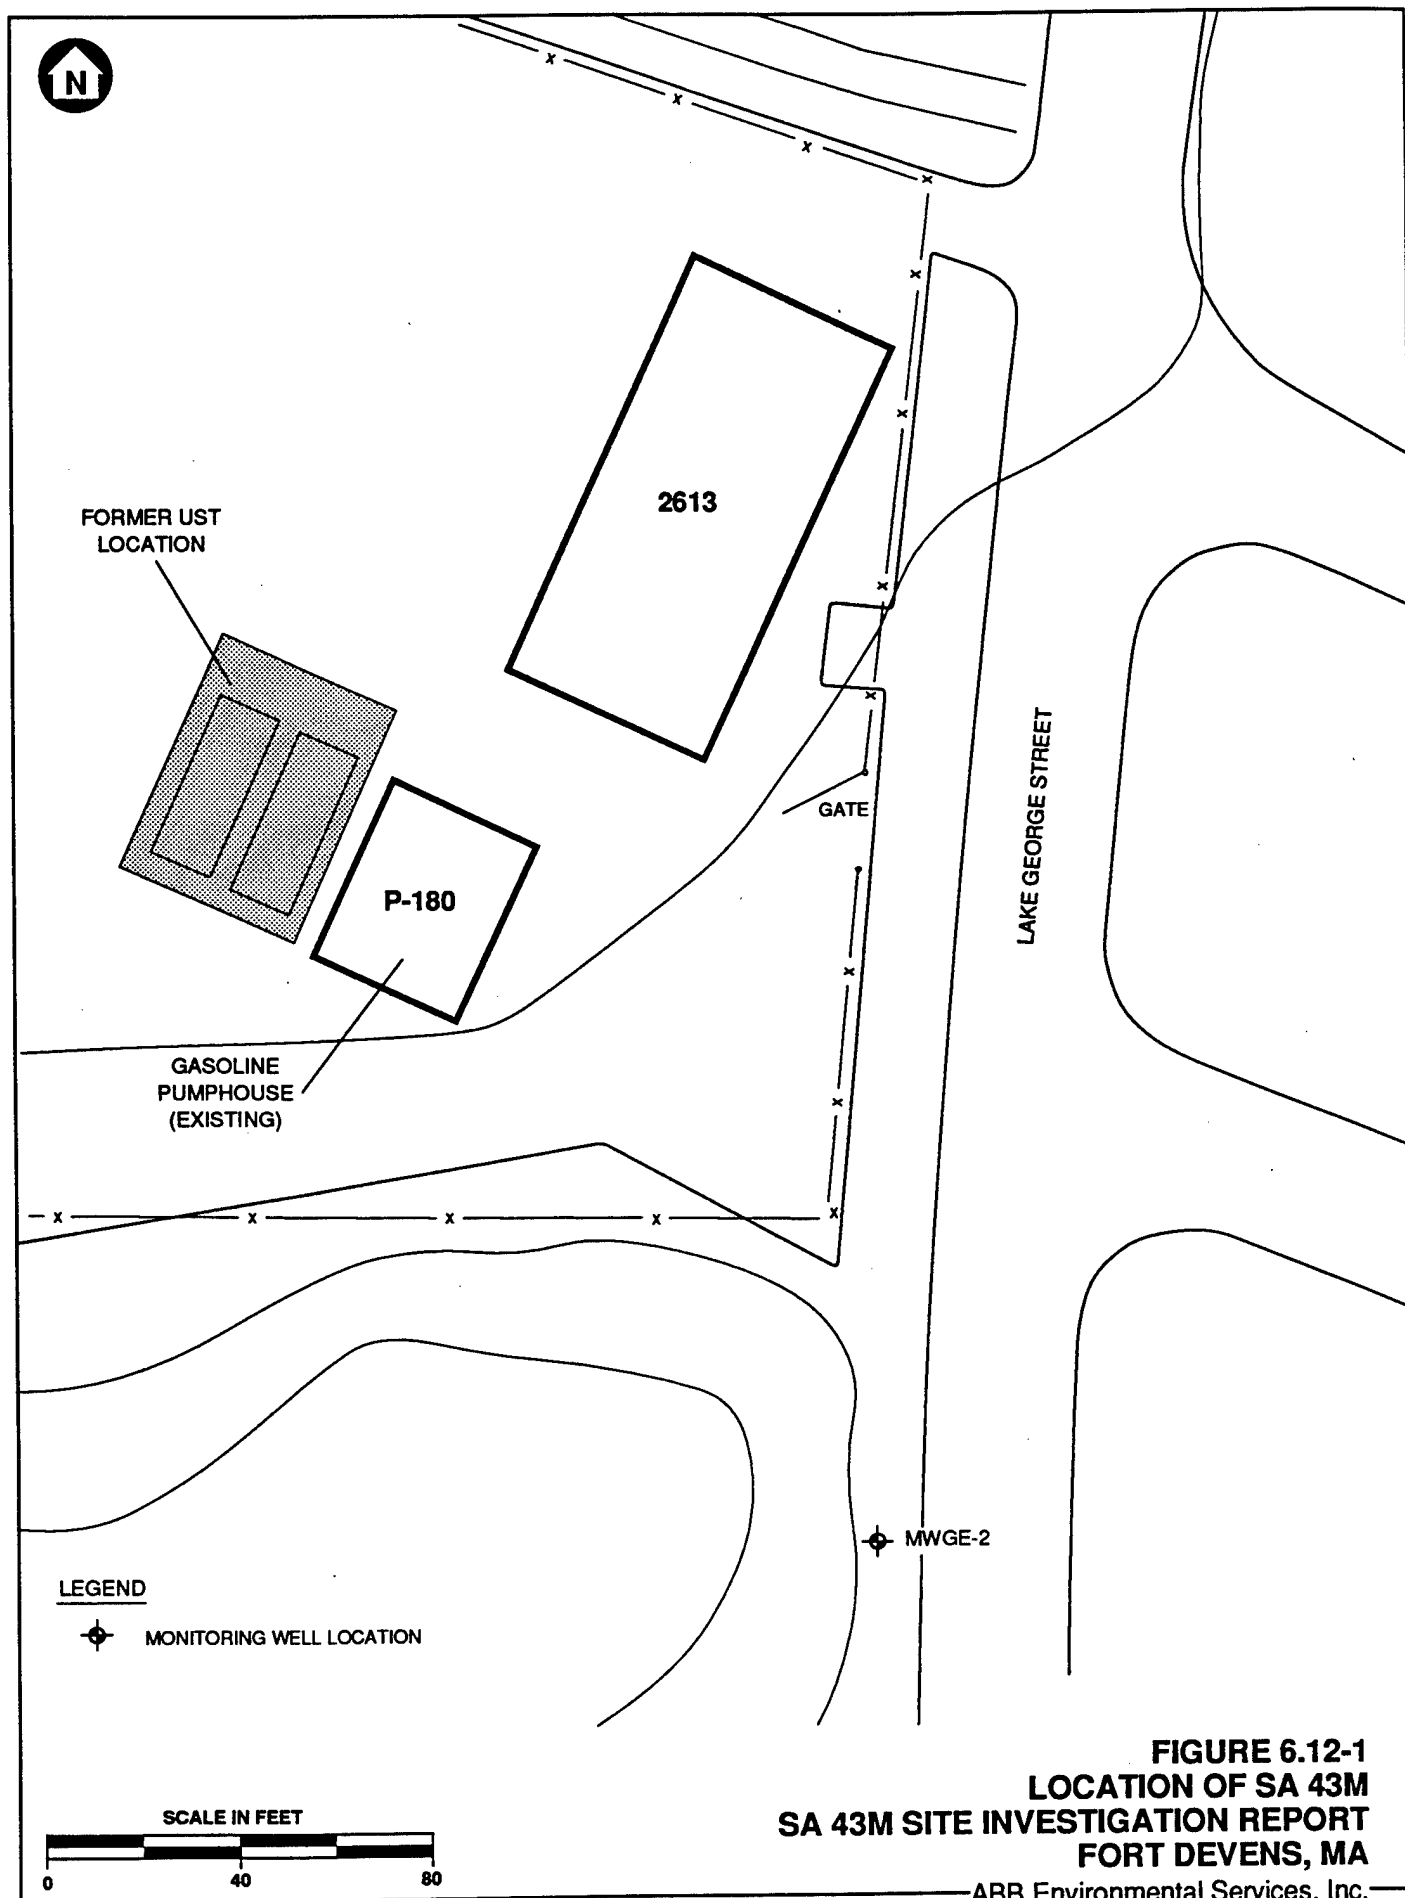 N
2613
FORMER UST
LOCATION
GATE
LAKE GEORGE STREET
P-180
GASOLINE
PUMPHOUSE
(EXISTING)
MWGE-2
LEGEND
MONITORING WELL LOCATION
FIGURE 6.12-1
LOCATION OF SA 43M
SA 43M SITE INVESTIGATION REPORT
FORT DEVENS, MA
SCALE IN FEET
0 40 80
ABB Environmental Services, Inc.